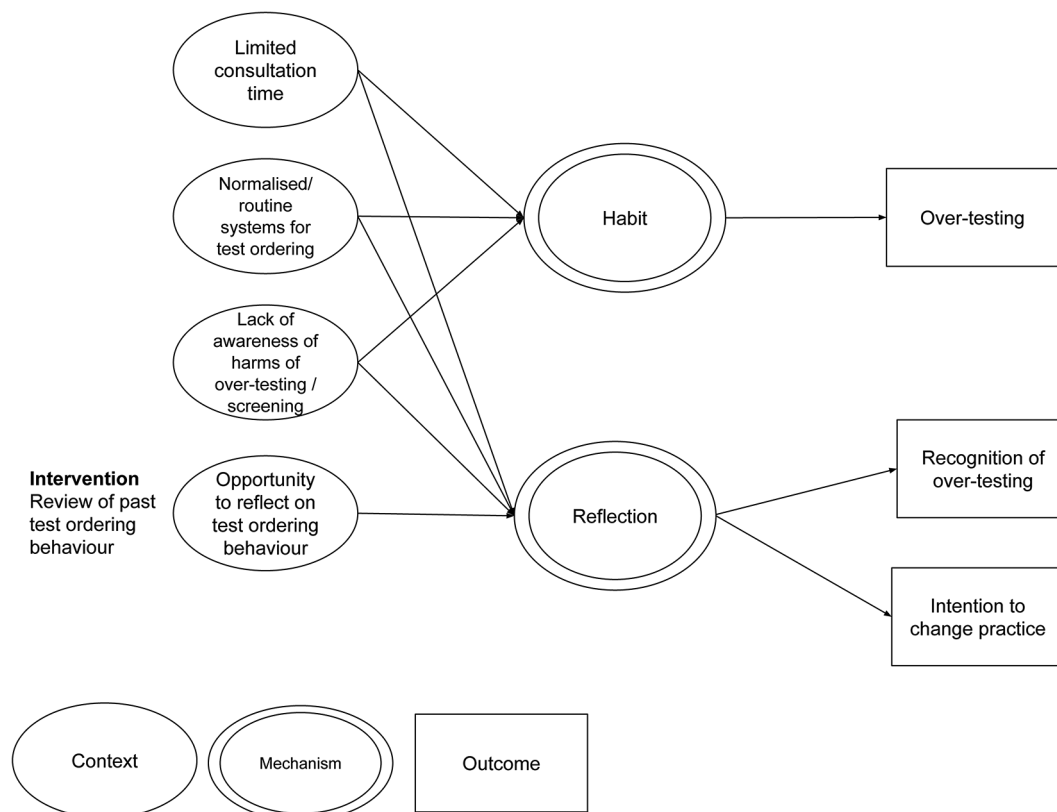 Limited
consultation
time
Normalised/
routine
systems for
test ordering
Habit
Over-testing
Lack of
awareness of
harms of
over-testing /
screening
Intervention
Review of past
test ordering
behaviour
Opportunity
to reflect on
test ordering
behaviour
Reflection
Recognition of
over-testing
Intention to
change practice
Context
Mechanism
Outcome